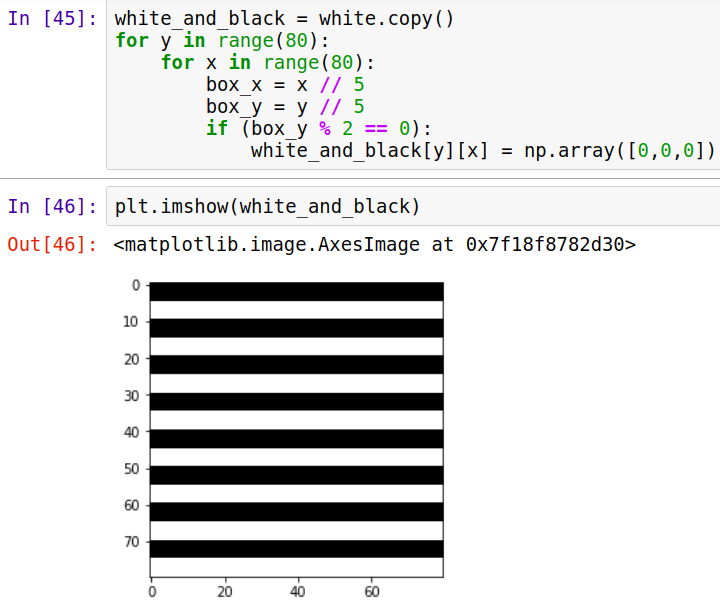 In [45]: white_and_black = white.copy()
for y in range(80):
    for x in range(80):
        box_x = x // 5
        box_y = y // 5
        if (box_y % 2 == 0):
            white_and_black[y][x] = np.array([0,0,0])
In [46]: plt.imshow(white_and_black)
Out[46]: <matplotlib.image.AxesImage at 0x7f18f8782d30>
0
10
20
30
40
50
60
70
0 20 40 60